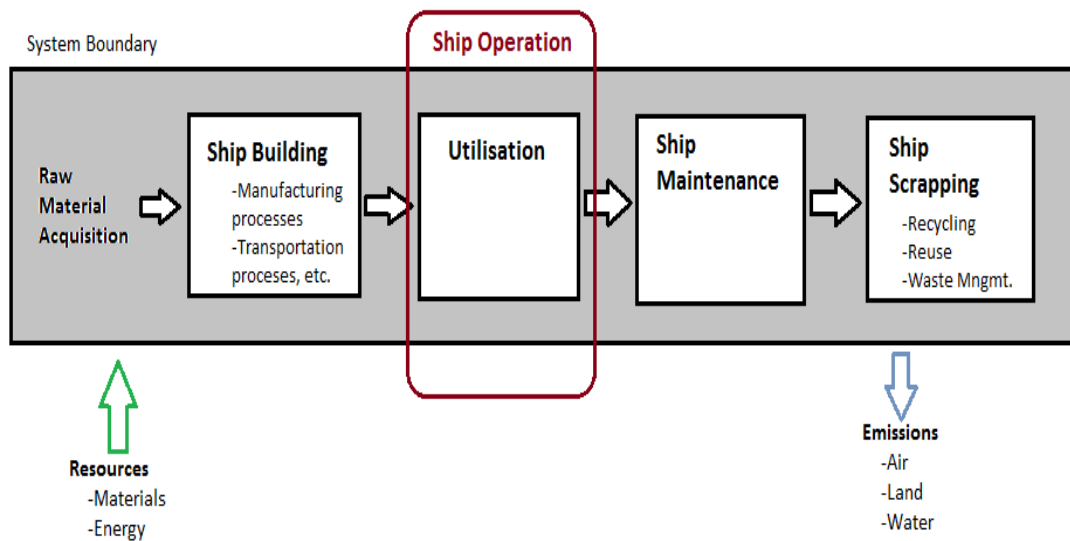 System Boundary
Ship Operation
Raw
Material
Acquisition
Ship Building
-Manufacturing
processes
-Transportation
proceses, etc.
Utilisation
Ship
Maintenance
Ship
Scrapping
-Recycling
-Reuse
-Waste Mngmt.
Resources
-Materials
-Energy
Emissions
-Air
-Land
-Water